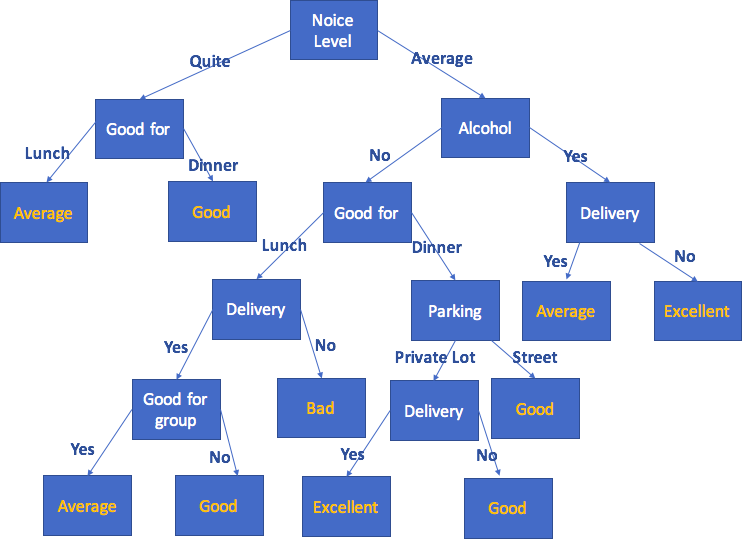 Noice
Level
Quite
Average
Good for
Alcohol
Lunch
Dinner
No
Yes
Average
Good
Good for
Delivery
Lunch
Dinner
Yes
No
Delivery
Parking
Average
Excellent
Yes
No
Private Lot
Street
Good for
group
Bad
Delivery
Good
Yes
No
Yes
No
Average
Good
Excellent
Good